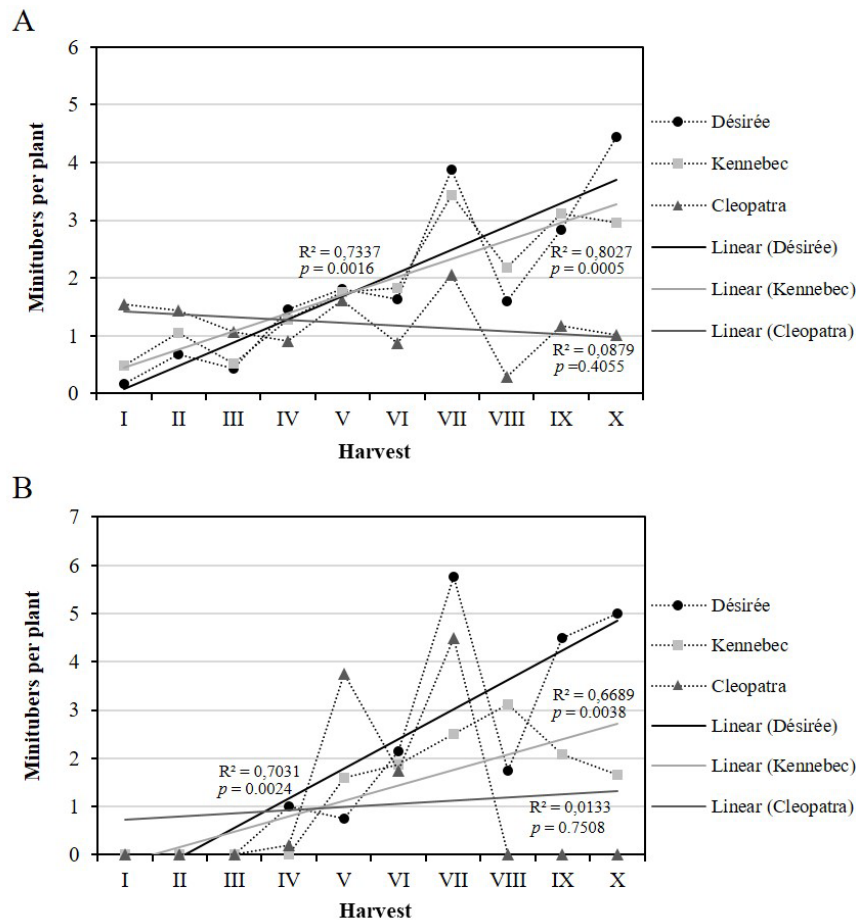 A
6
5
4
3
2
1
0
Minitubers per plant
R² = 0,7337
p = 0.0016
R² = 0,8027
p = 0.0005
R² = 0,0879
p =0.4055
I II III IV V VI VII VIII IX X
Harvest
Désirée
Kennebec
Cleopatra
Linear (Désirée)
Linear (Kennebec)
Linear (Cleopatra)
B
7
6
5
4
3
2
1
0
Minitubers per plant
R² = 0,7031
p = 0.0024
R² = 0,6689
p = 0.0038
R² = 0,0133
p = 0.7508
I II III IV V VI VII VIII IX X
Harvest
Désirée
Kennebec
Cleopatra
Linear (Désirée)
Linear (Kennebec)
Linear (Cleopatra)